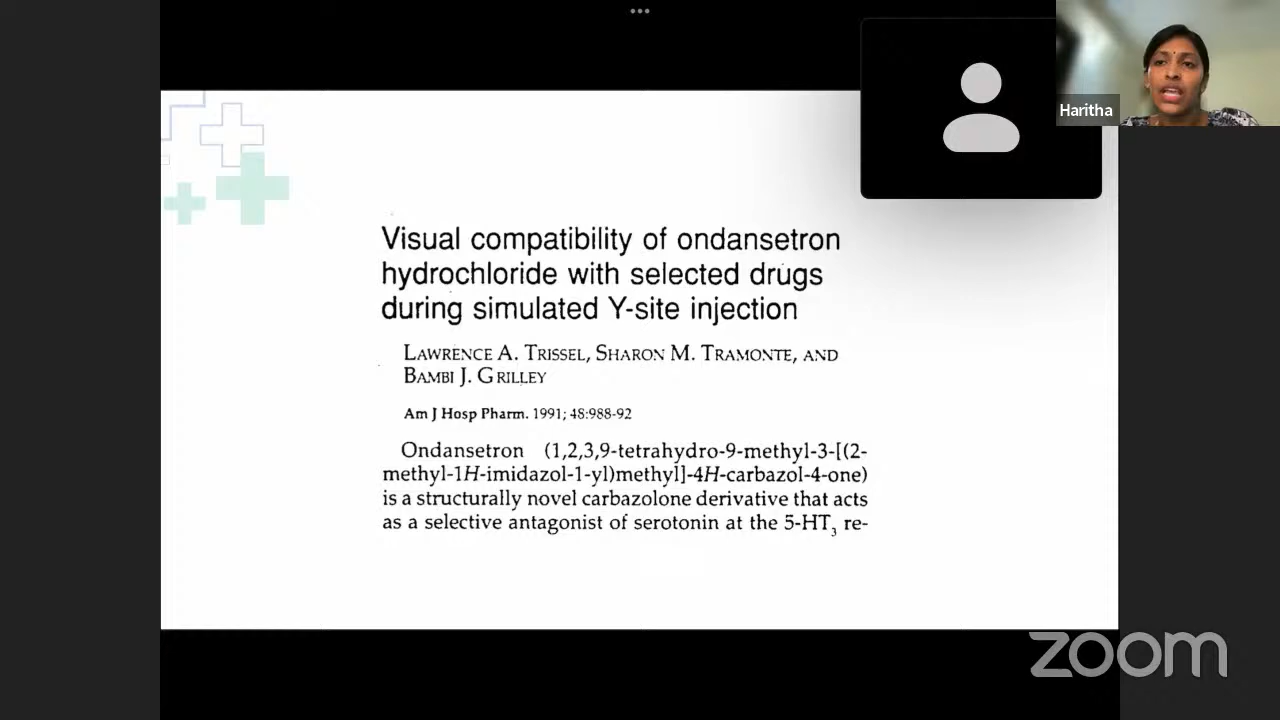 Haritha
Visual compatibility of ondansetron
hydrochloride with selected drugs
during simulated Y-site injection
LAWRENCE A. TRISSEL, SHARON M. TRAMONTE, AND
BAMBI J. GRILLEY
Am J Hosp Pharm. 1991; 48:988-92
Ondansetron (1,2,3,9-tetrahydro-9-methyl-3-[(2-
methyl-1H-imidazol-1-yl)methyl]-4H-carbazol-4-one)
is a structurally novel carbazolone derivative that acts
as a selective antagonist of serotonin at the 5-HT₃ re-
zoom